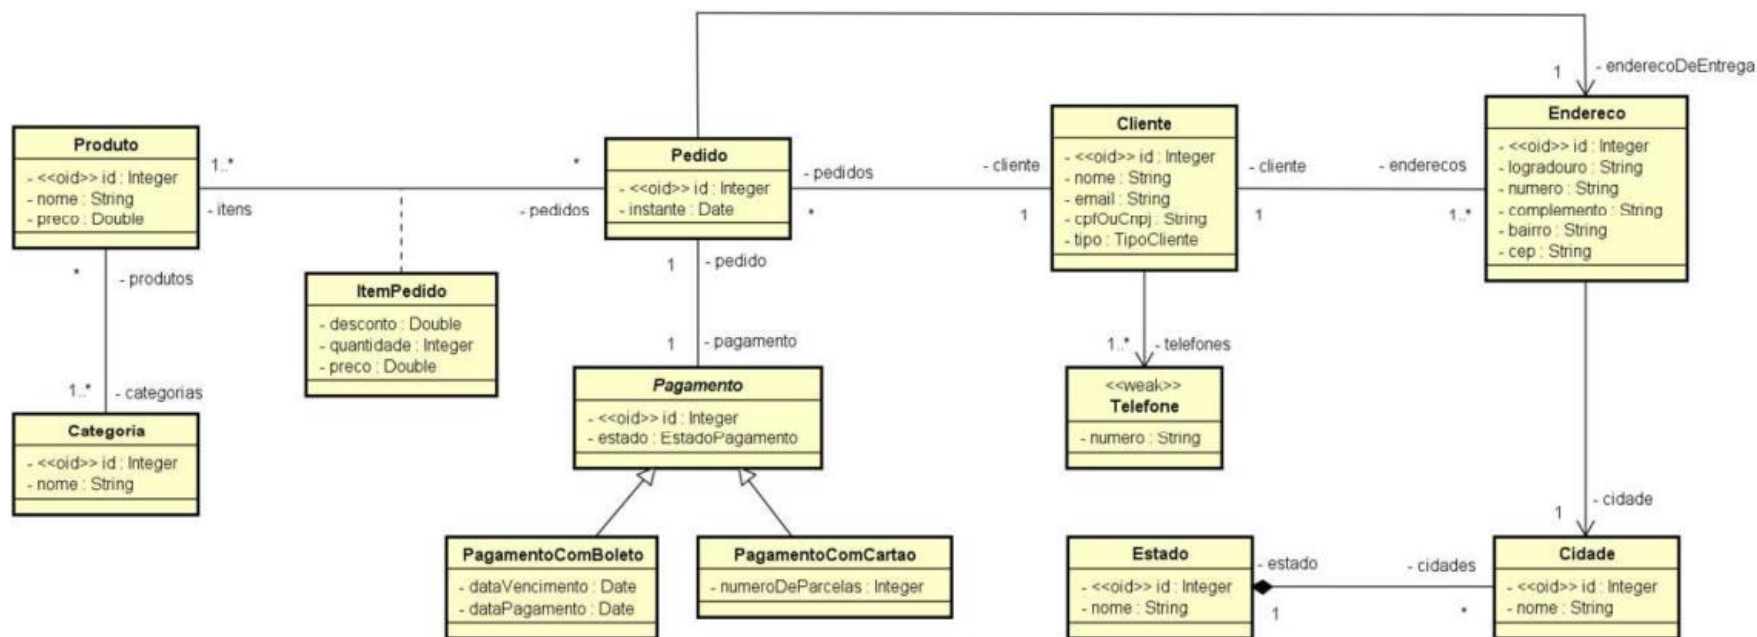 1
- enderecoDeEntrega
Produto
- <<oid>> id : Integer
- nome : String
- preco : Double
1..*
- itens
*
- pedidos
Pedido
- <<oid>> id : Integer
- instante : Date
- pedidos
*
- cliente
1
Cliente
- <<oid>> id : Integer
- nome : String
- email : String
- cpfOuCnpj : String
- tipo : TipoCliente
- cliente
1
- enderecos
1..*
Endereco
- <<oid>> id : Integer
- logradouro : String
- numero : String
- complemento : String
- bairro : String
- cep : String
*
- produtos
1..*
- categorias
Categoria
- <<oid>> id : Integer
- nome : String
ItemPedido
- desconto : Double
- quantidade : Integer
- preco : Double
1
- pedido
1
- pagamento
Pagamento
- <<oid>> id : Integer
- estado : EstadoPagamento
PagamentoComBoleto
- dataVencimento : Date
- dataPagamento : Date
PagamentoComCartao
- numeroDeParcelas : Integer
1..*
- telefones
<<weak>>
Telefone
- numero : String
- cidade
1
Estado
- <<oid>> id : Integer
- nome : String
- estado
1
- cidades
*
Cidade
- <<oid>> id : Integer
- nome : String